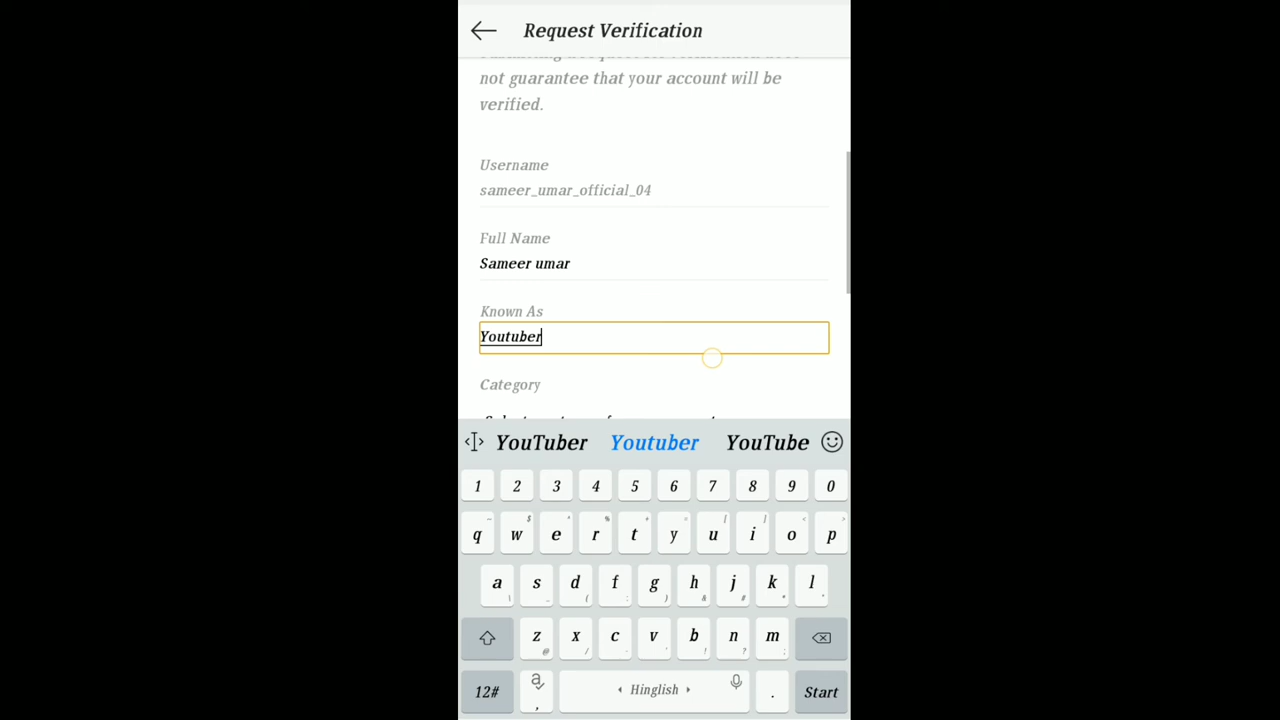 Request Verification
not guarantee that your account will be
verified.
Username
sameer_umar_official_04
Full Name
Sameer umar
Known As
Youtuber
Category
YouTuber Youtuber YouTube
1 2 3 4 5 6 7 8 9 0
q w e r t y u i o p
a s d f g h j k l
z x c v b n m
12# , Hinglish . Start